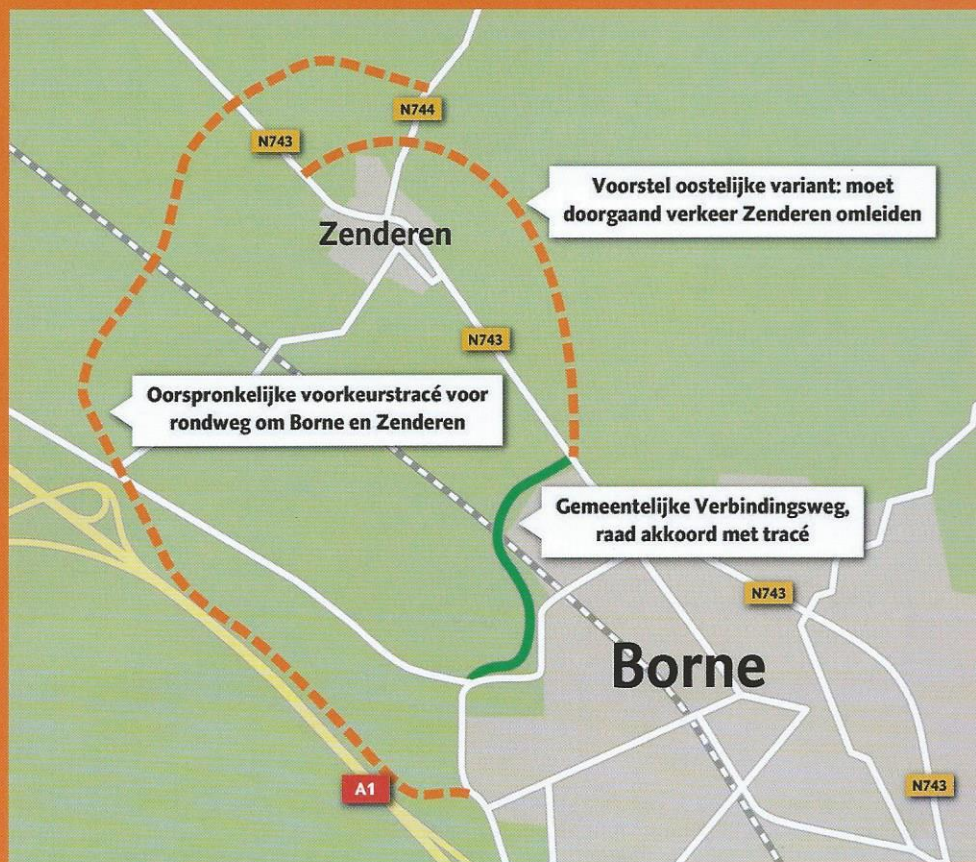 N744
N743
Voorstel oostelijke variant: moet
doorgaand verkeer Zenderen omleiden
Zenderen
N743
Oorspronkelijke voorkeurstracé voor
rondweg om Borne en Zenderen
Gemeentelijke Verbindingsweg,
raad akkoord met tracé
N743
Borne
A1
N743